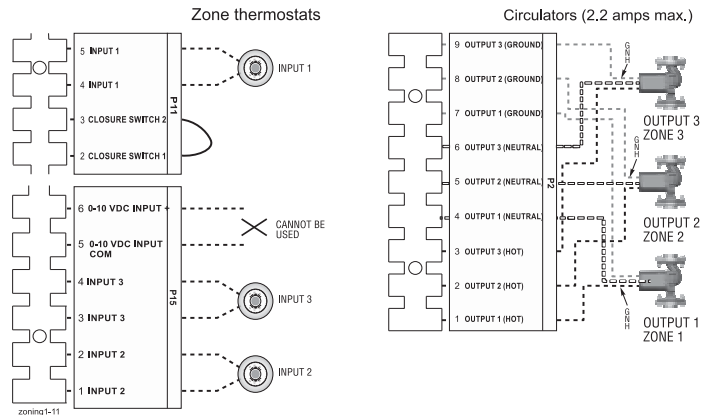 Zone thermostats
5 INPUT 1
4 INPUT 1
3 CLOSURE SWITCH 2
2 CLOSURE SWITCH 1
P11
INPUT 1
6 0-10 VDC INPUT +
5 0-10 VDC INPUT
COM
4 INPUT 3
3 INPUT 3
2 INPUT 2
1 INPUT 2
P15
CANNOT BE
USED
INPUT 3
INPUT 2
zoning1-11
Circulators (2.2 amps max.)
9 OUTPUT 3 (GROUND)
8 OUTPUT 2 (GROUND)
7 OUTPUT 1 (GROUND)
6 OUTPUT 3 (NEUTRAL)
5 OUTPUT 2 (NEUTRAL)
4 OUTPUT 1 (NEUTRAL)
3 OUTPUT 3 (HOT)
2 OUTPUT 2 (HOT)
1 OUTPUT 1 (HOT)
P2
G
N
H
OUTPUT 3
ZONE 3
G
N
H
OUTPUT 2
ZONE 2
G
N
H
OUTPUT 1
ZONE 1